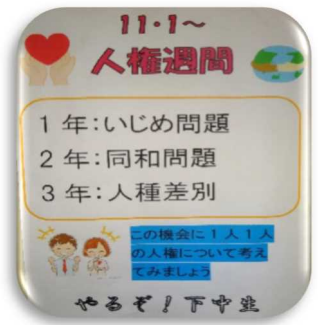 11・1～
人権週間
1 年：いじめ問題
2 年：同和問題
3 年：人種差別
この機会に1人1人
の人権について考え
てみましょう
やるぞ！下中生